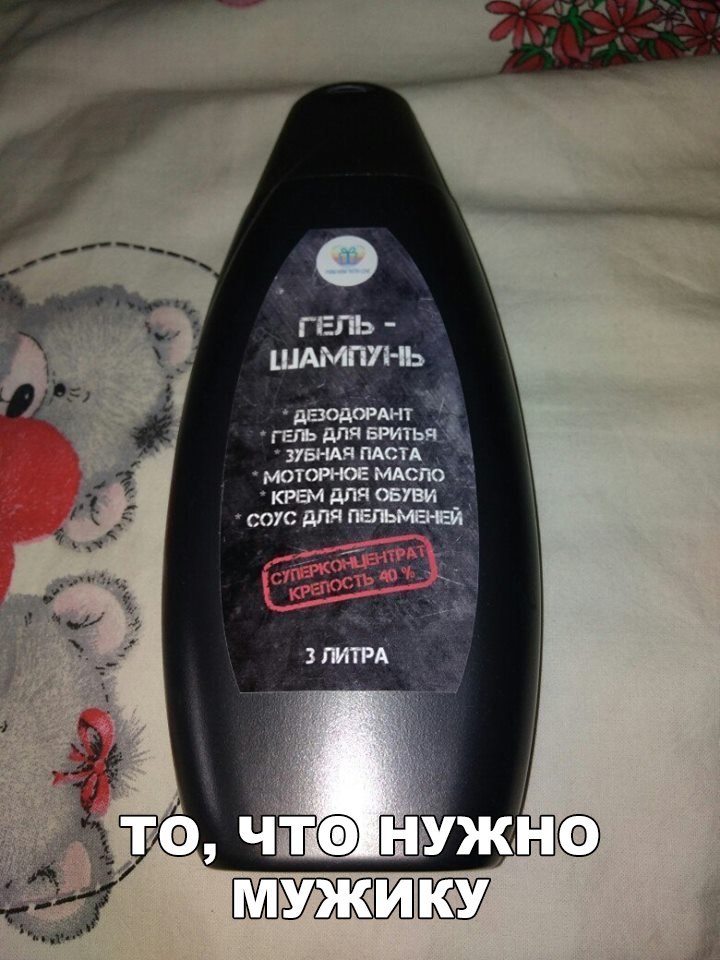 ГЕЛЬ -
ШАМПУНЬ
* ДЕЗОДОРАНТ
* ГЕЛЬ ДЛЯ БРИТЬЯ
* ЗУБНАЯ ПАСТА
* МОТОРНОЕ МАСЛО
* КРЕМ ДЛЯ ОБУВИ
* СОУС ДЛЯ ПЕЛЬМЕНЕЙ
СУПЕРКОНЦЕНТРАТ
КРЕПОСТЬ 40 %
3 ЛИТРА
ТО, ЧТО НУЖНО
МУЖИКУ